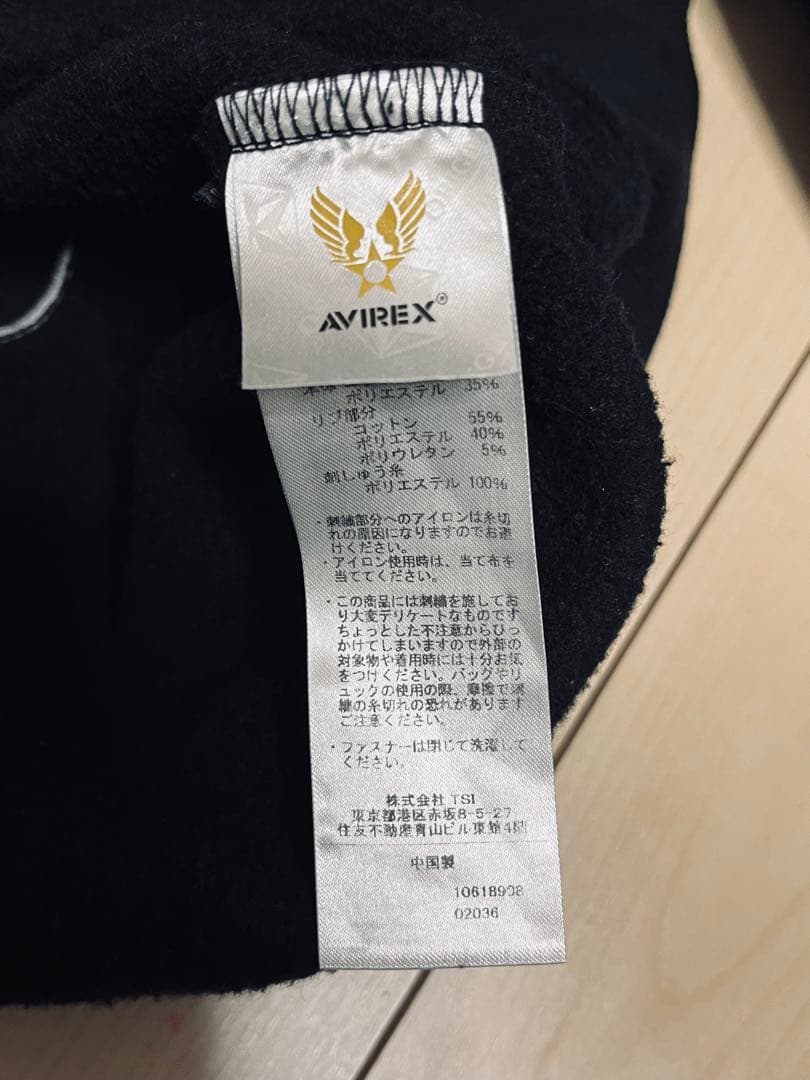 AVIREX®
ポリエステル 35%
リブ部分
コットン 55%
ポリエステル 40%
ポリウレタン 5%
刺しゅう糸
ポリエステル 100%
・刺繍部分へのアイロンは糸切
れの原因になりますのでお避
けください。
・アイロン使用時は、当て布を
当ててください。
・この商品には刺繍を施してお
り大変デリケートなものです
ちょっとした不注意からひっ
かけてしまいますので外部の
対象物や着用時には十分お気
をつけください。バッグやリ
ュックの使用の際、摩擦で刺
繍の糸切れの恐れがあります
ご注意ください。
・ファスナーは閉じて洗濯して
ください。
株式会社 TSI
東京都港区赤坂8-5-27
住友不動産青山ビル東館4階
中国製
10618908
02036